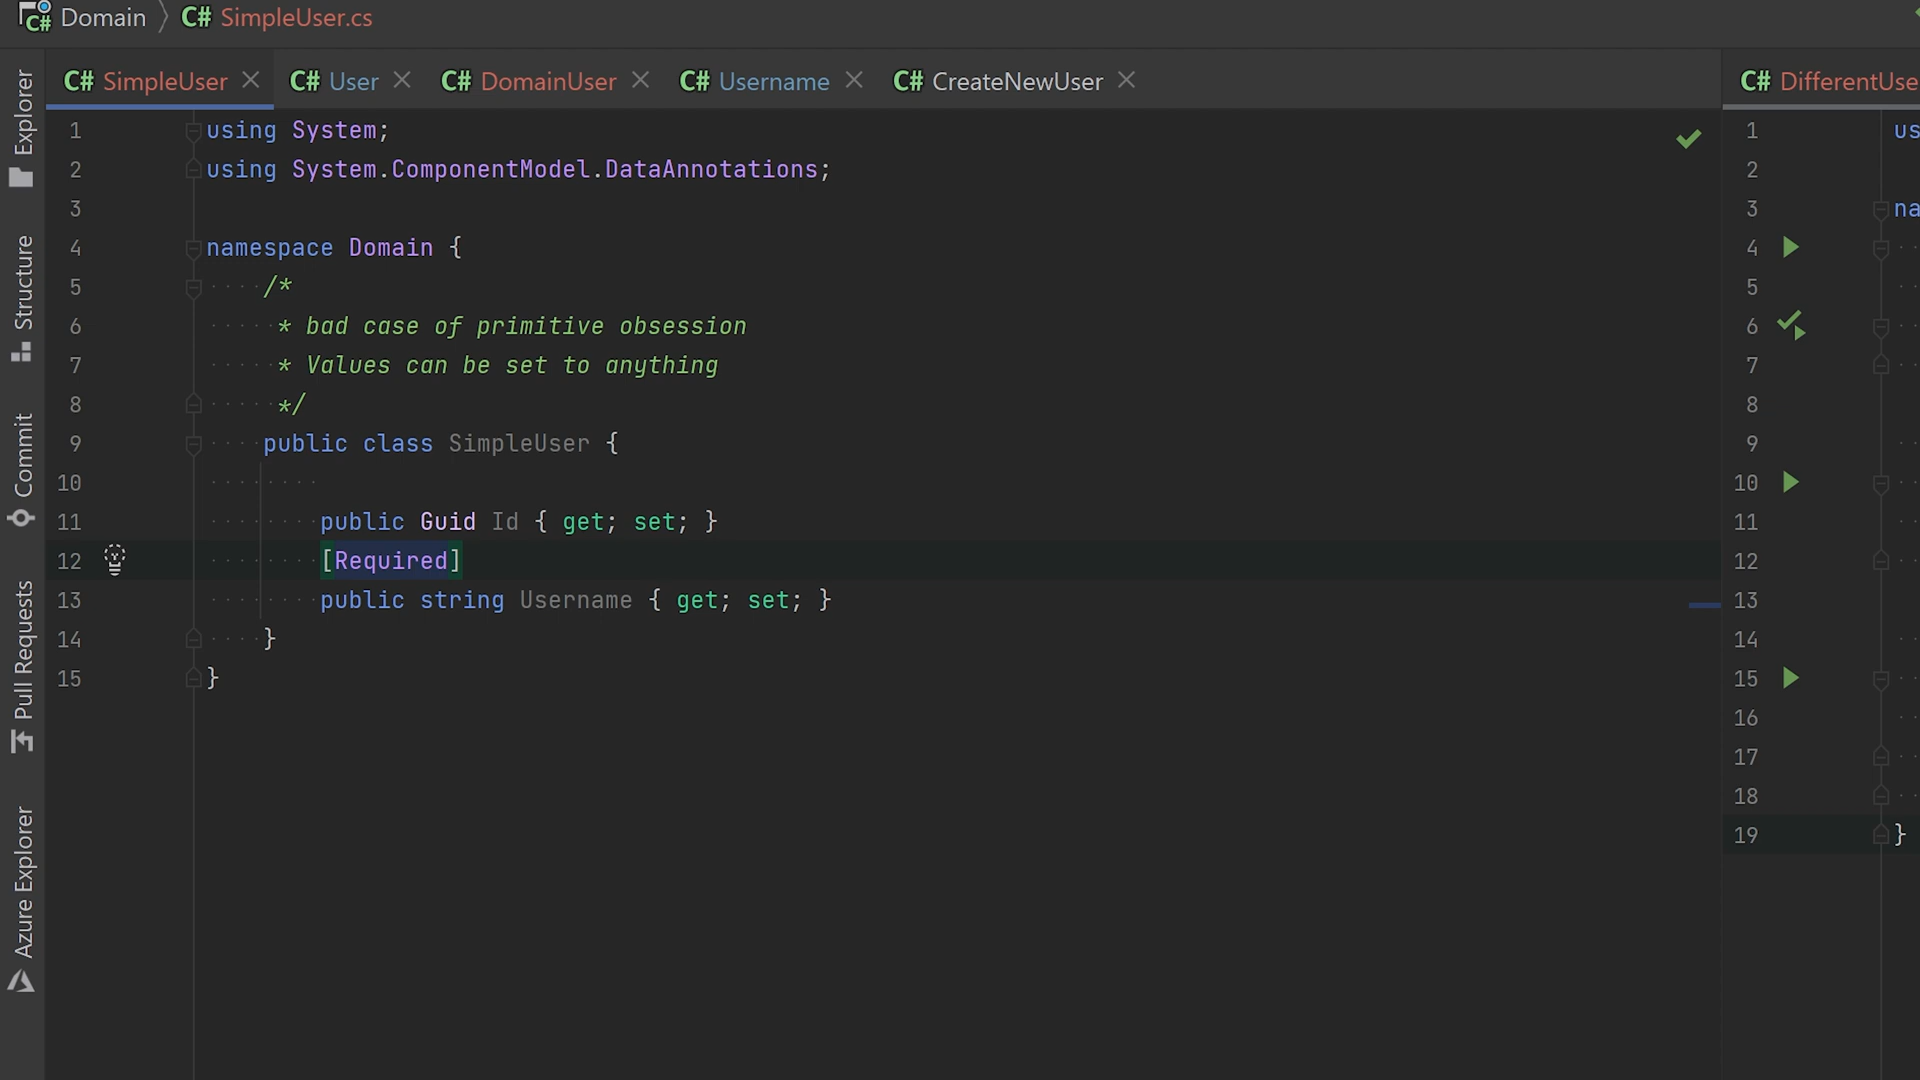 Domain 〉 C# SimpleUser.cs
C# SimpleUser C# User C# DomainUser C# Username C# CreateNewUser
1 using System;
2 using System.ComponentModel.DataAnnotations;
3
4 namespace Domain {
5 /*
6 * bad case of primitive obsession
7 * Values can be set to anything
8 */
9 public class SimpleUser {
10
11 public Guid Id { get; set; }
12 [Required]
13 public string Username { get; set; }
14 }
15 }
C# DifferentUse
1 us
2
3 na
4
5
6
7
8
9
10
11
12
13
14
15
16
17
18
19 }
Explorer
Structure
Commit
Pull Requests
Azure Explorer